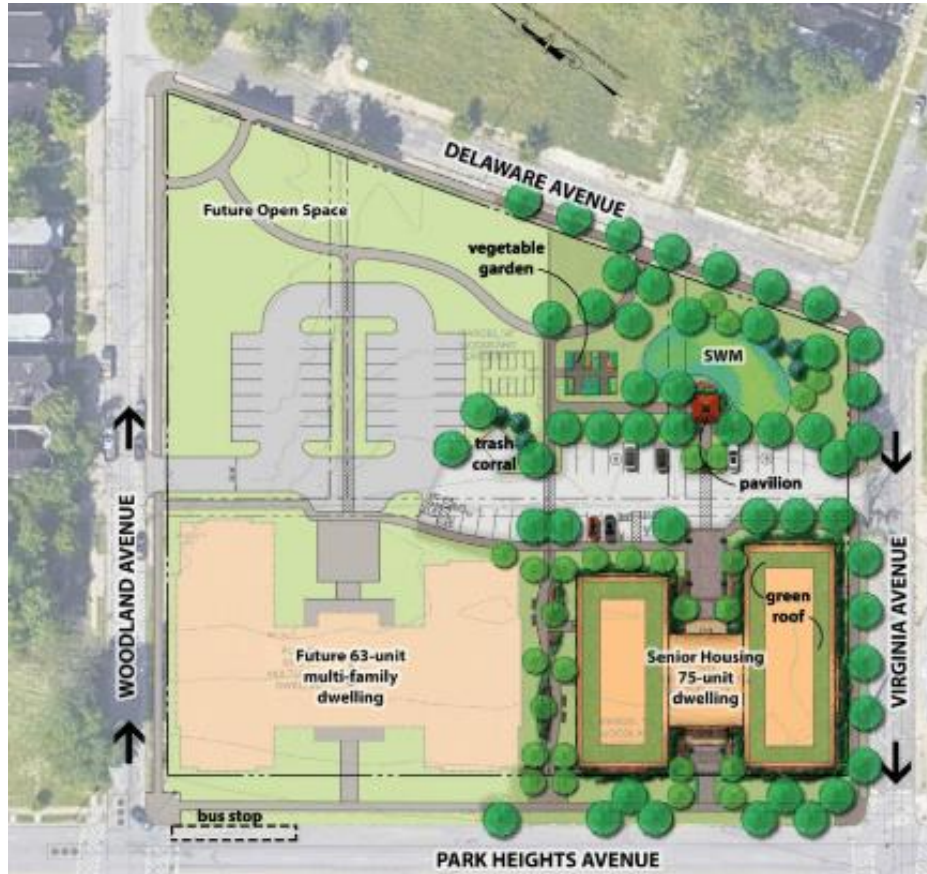 DELAWARE AVENUE
Future Open Space
vegetable
garden
SWM
trash
corral
pavilion
WOODLAND AVENUE
VIRGINIA AVENUE
green
roof
Future 63-unit
multi-family
dwelling
Senior Housing
75-unit
dwelling
bus stop
PARK HEIGHTS AVENUE